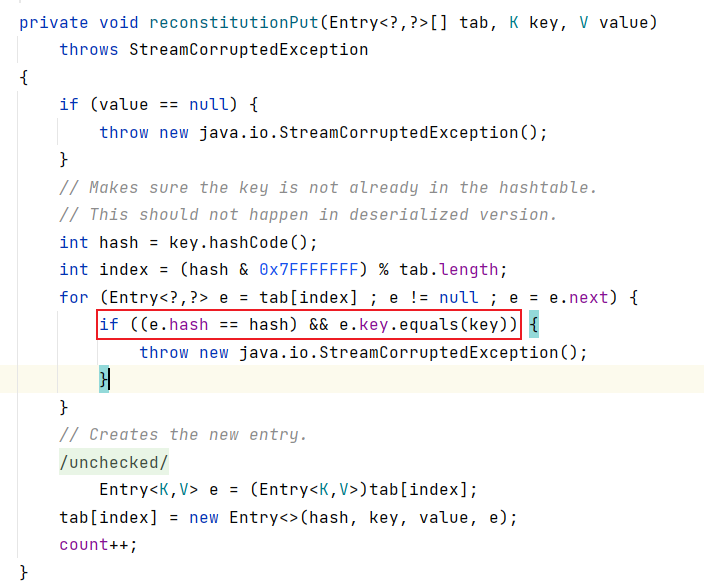 private void reconstitutionPut(Entry<?,?>[] tab, K key, V value)
    throws StreamCorruptedException
{
    if (value == null) {
        throw new java.io.StreamCorruptedException();
    }
    // Makes sure the key is not already in the hashtable.
    // This should not happen in deserialized version.
    int hash = key.hashCode();
    int index = (hash & 0x7FFFFFFF) % tab.length;
    for (Entry<?,?> e = tab[index] ; e != null ; e = e.next) {
        if ((e.hash == hash) && e.key.equals(key)) {
            throw new java.io.StreamCorruptedException();
        }
    }
    // Creates the new entry.
    /unchecked/
        Entry<K,V> e = (Entry<K,V>)tab[index];
    tab[index] = new Entry<>(hash, key, value, e);
    count++;
}